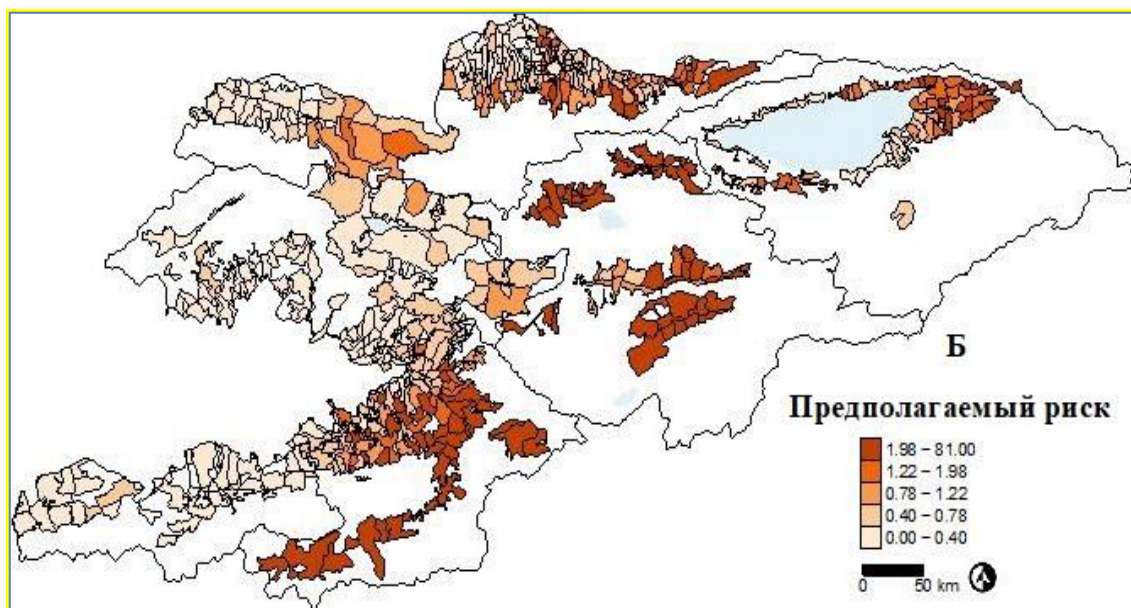 Б
Предполагаемый риск
1.98 – 81.00
1.22 – 1.98
0.78 – 1.22
0.40 – 0.78
0.00 – 0.40
0 50 km